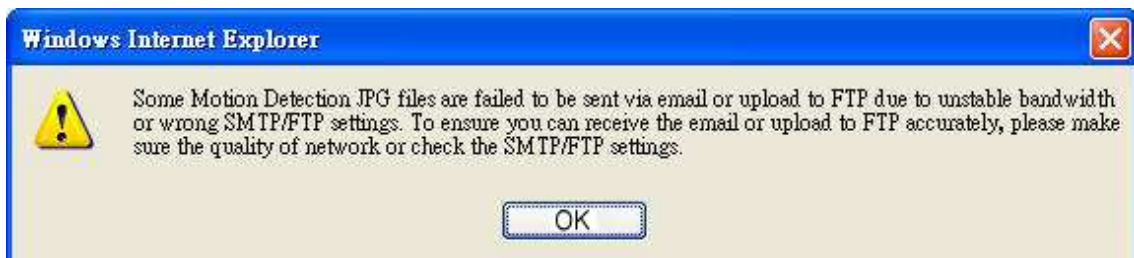 Windows Internet Explorer
Some Motion Detection JPG files are failed to be sent via email or upload to FTP due to unstable bandwidth
or wrong SMTP/FTP settings. To ensure you can receive the email or upload to FTP accurately, please make
sure the quality of network or check the SMTP/FTP settings.
OK